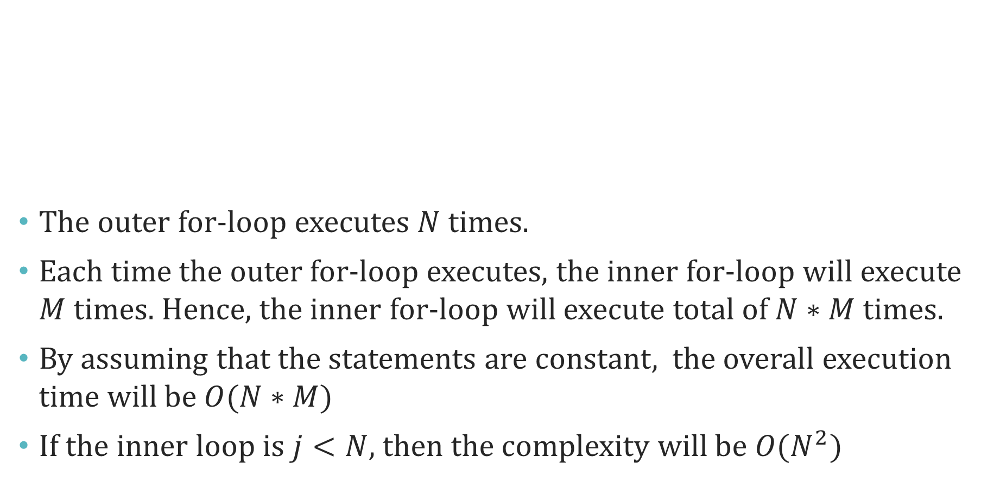 • The outer for-loop executes N times.
• Each time the outer for-loop executes, the inner for-loop will execute
M times. Hence, the inner for-loop will execute total of N ∗ M times.
• By assuming that the statements are constant,  the overall execution
time will be O(N ∗ M)
• If the inner loop is j < N, then the complexity will be O(N²)